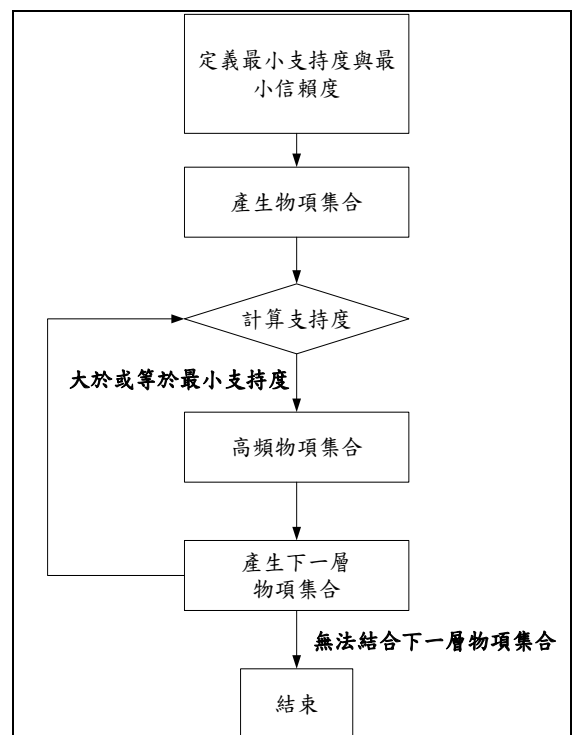 定義最小支持度與最
小信賴度
產生物項集合
計算支持度
大於或等於最小支持度
高頻物項集合
產生下一層
物項集合
無法結合下一層物項集合
結束